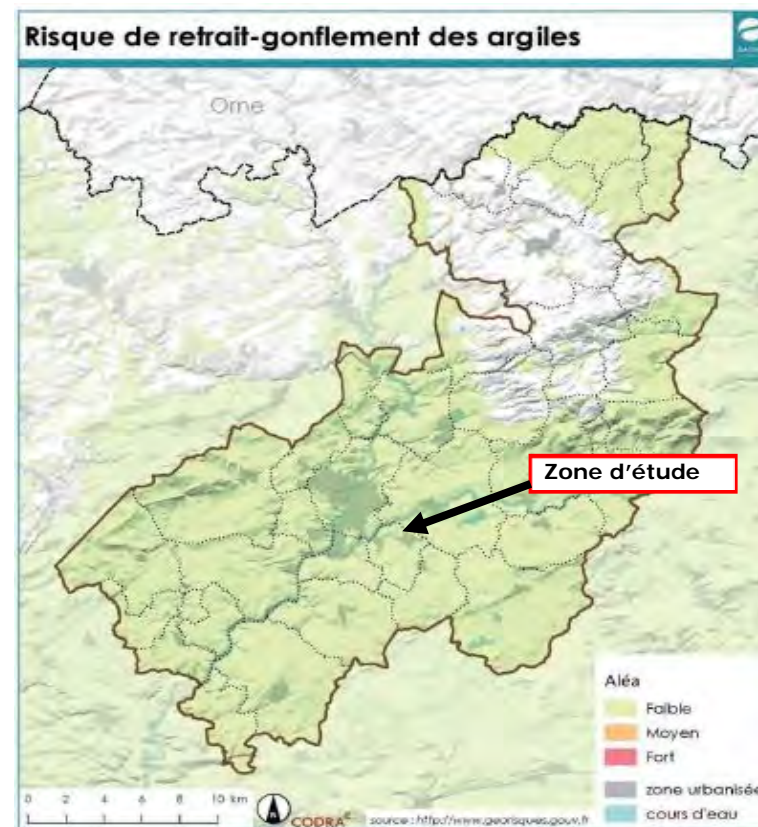 Risque de retrait-gonflement des argiles
Orne
Zone d'étude
Aléa
Faible
Moyen
Fort
zone urbanisée
cours d'eau
0 2 4 6 8 10 km
CODRA
source : http://www.georisques.gouv.fr